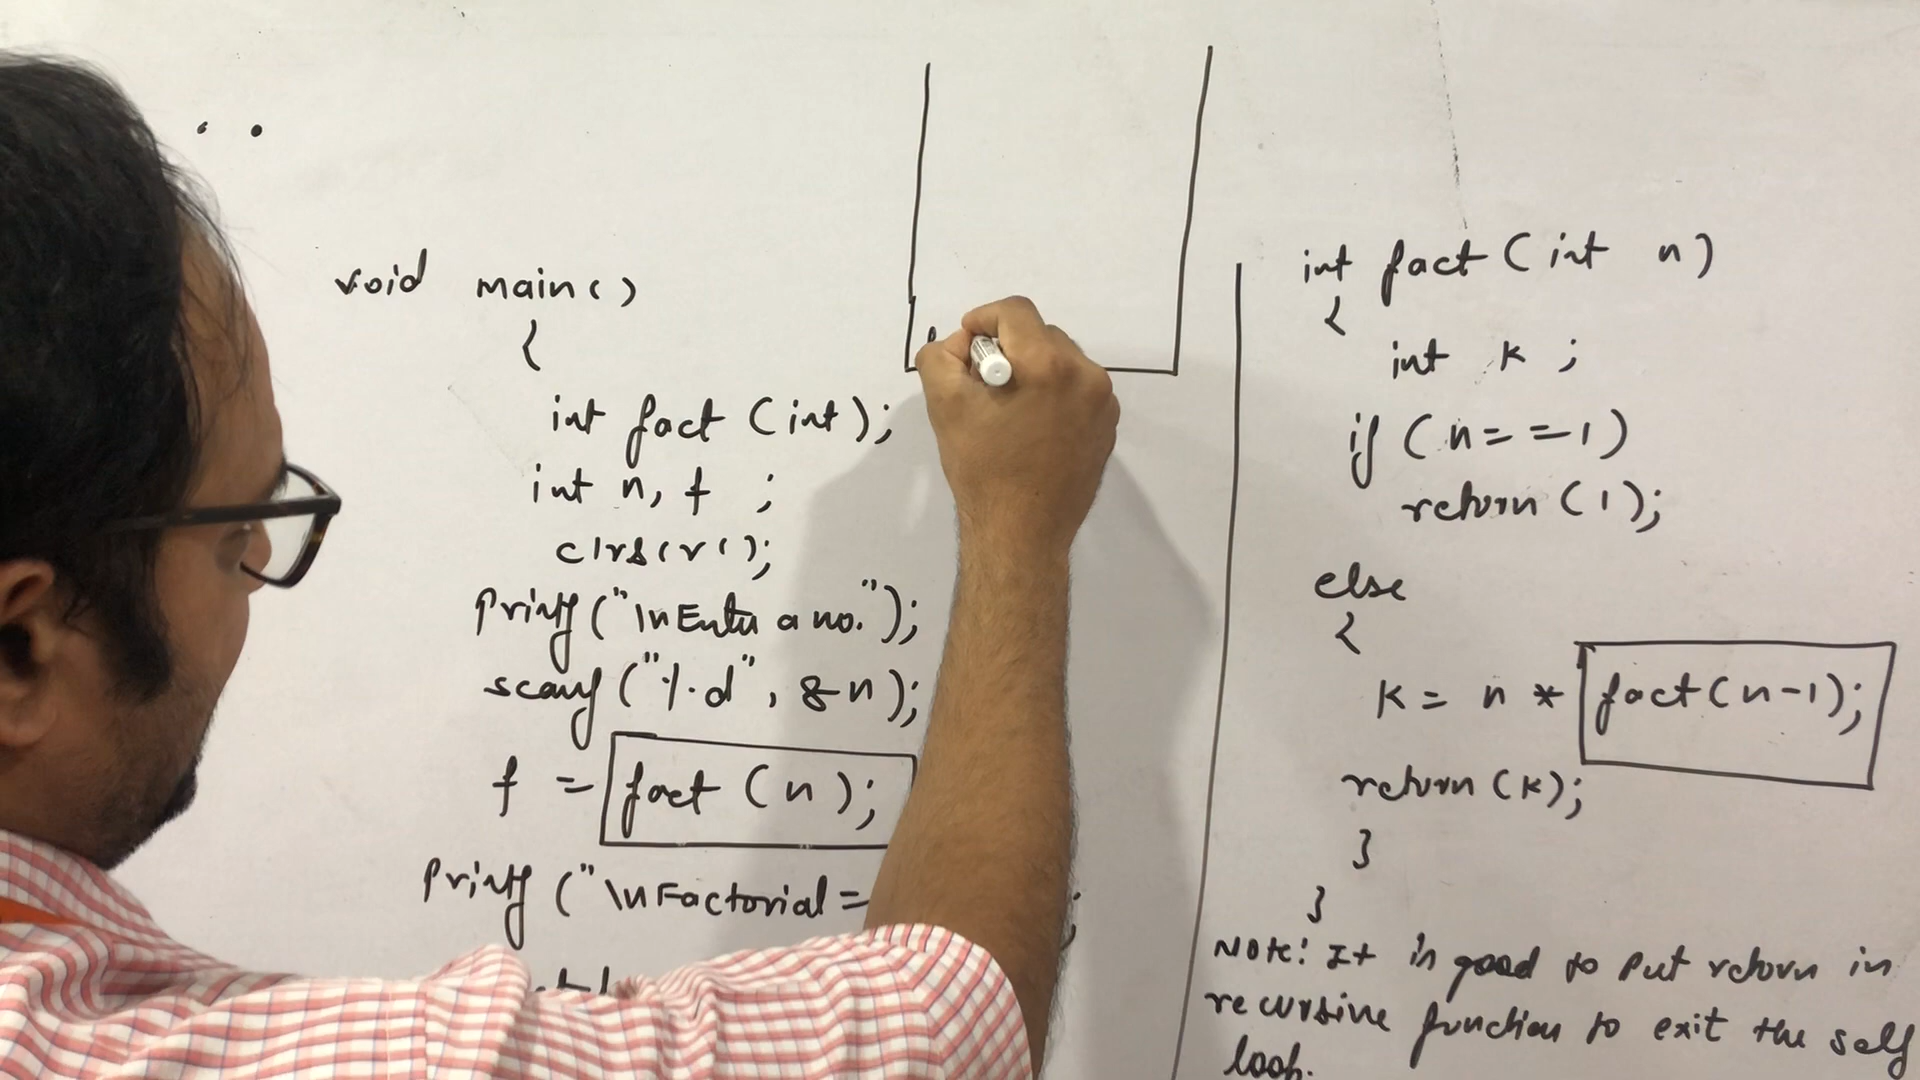 void main()
{
int fact (int);
int n, f ;
clrscr();
printf("\nEnter a no.");
scanf("%d", &n);
f = fact (n);
printf ("\nFactorial =
;
int fact (int n)
{
int k ;
if (n==1)
return (1);
else
{
k = n * fact(n-1);
return (k);
}
}
Note: It is good to put return in
recursive function to exit the self
loop.